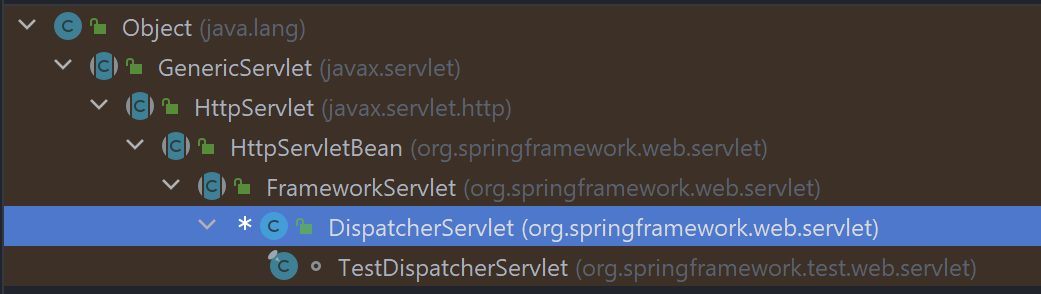 Object (java.lang)
GenericServlet (javax.servlet)
HttpServlet (javax.servlet.http)
HttpServletBean (org.springframework.web.servlet)
FrameworkServlet (org.springframework.web.servlet)
* DispatcherServlet (org.springframework.web.servlet)
TestDispatcherServlet (org.springframework.test.web.servlet)